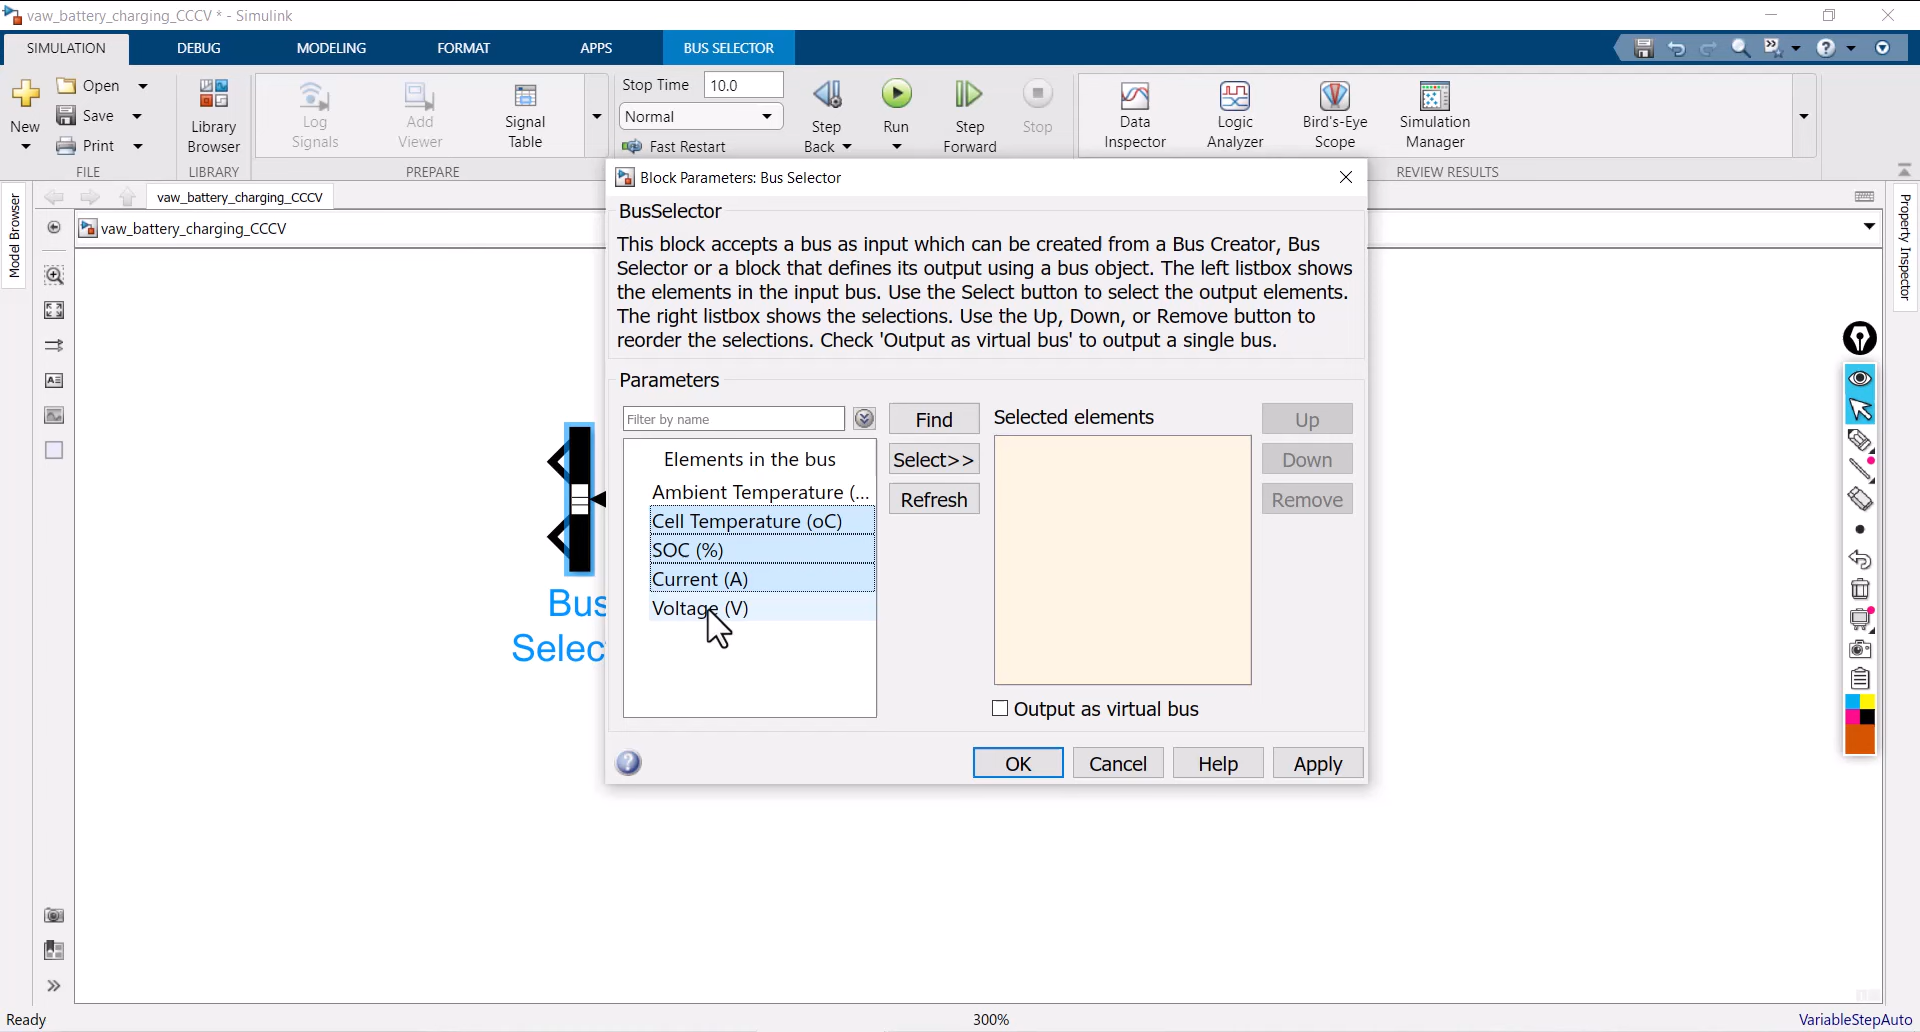 vaw_battery_charging_CCCV * - Simulink
SIMULATION
DEBUG
MODELING
FORMAT
APPS
BUS SELECTOR
New
Open
Save
Print
FILE
Library
Browser
LIBRARY
Log
Signals
Add
Viewer
Signal
Table
PREPARE
Stop Time
10.0
Normal
Fast Restart
Step
Back
Run
Step
Forward
Stop
Data
Inspector
Logic
Analyzer
Bird's-Eye
Scope
Simulation
Manager
REVIEW RESULTS
Model Browser
vaw_battery_charging_CCCV
vaw_battery_charging_CCCV
Property Inspector
Block Parameters: Bus Selector
BusSelector
This block accepts a bus as input which can be created from a Bus Creator, Bus
Selector or a block that defines its output using a bus object. The left listbox shows
the elements in the input bus. Use the Select button to select the output elements.
The right listbox shows the selections. Use the Up, Down, or Remove button to
reorder the selections. Check 'Output as virtual bus' to output a single bus.
Parameters
Filter by name
Find
Selected elements
Up
Elements in the bus
Select>>
Down
Ambient Temperature (...
Refresh
Remove
Cell Temperature (oC)
SOC (%)
Current (A)
Voltage (V)
Output as virtual bus
OK
Cancel
Help
Apply
Bus
Selec
Ready
300%
VariableStepAuto